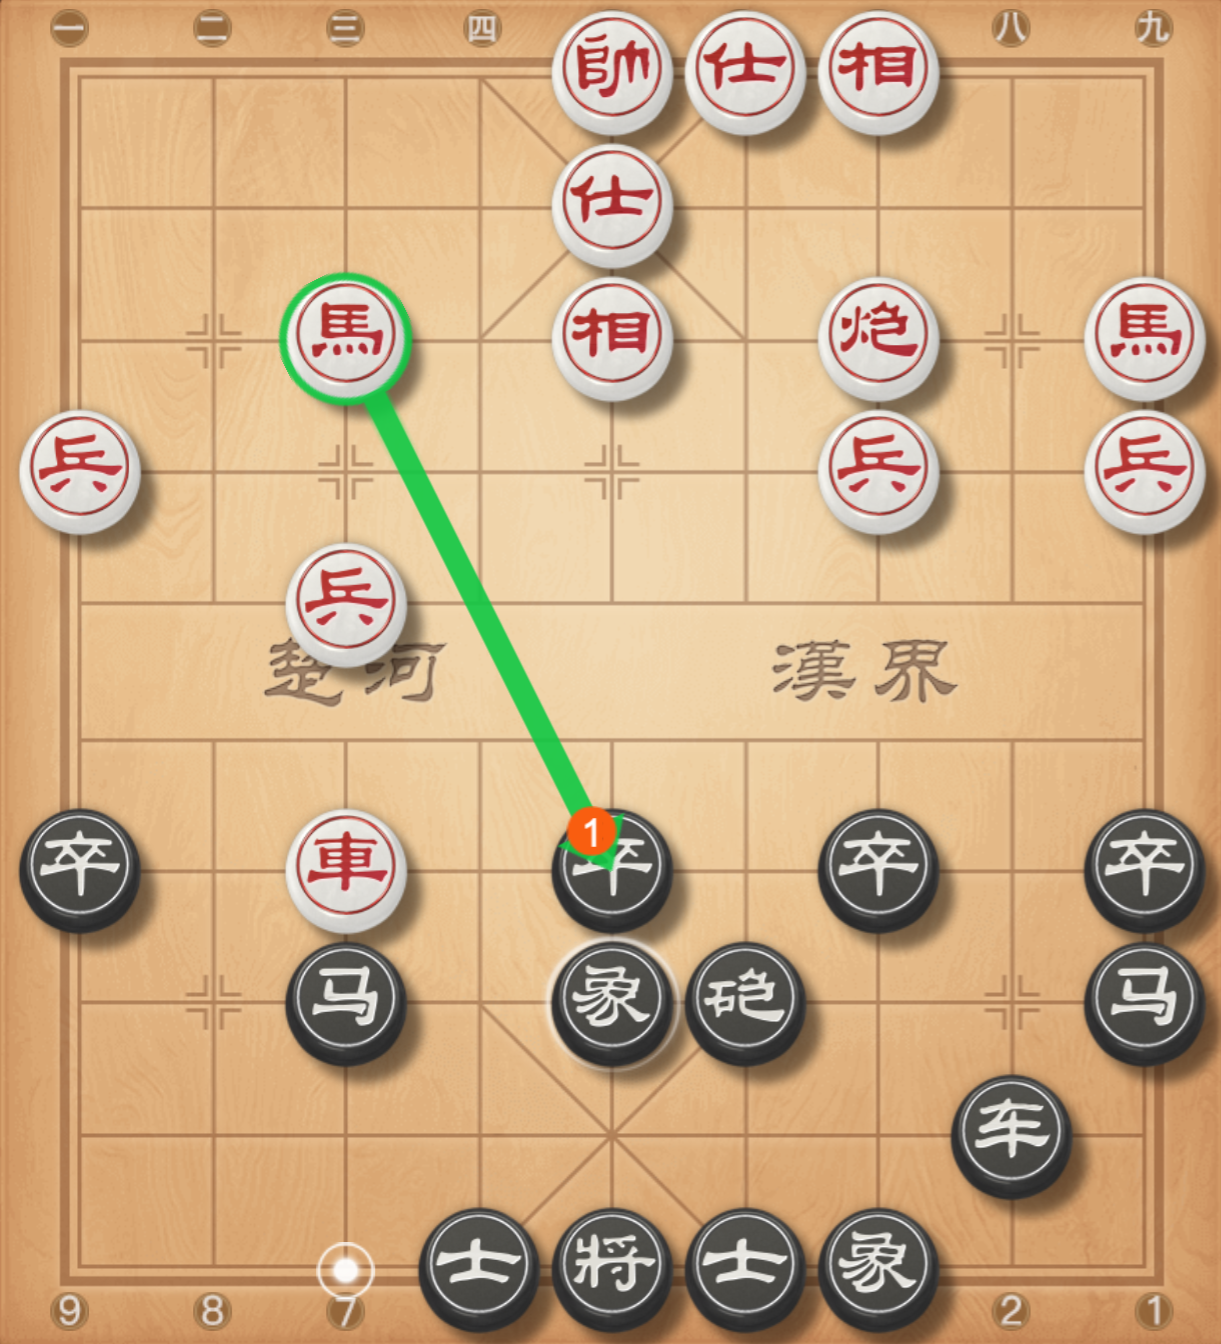 一 二 三 四 帥 仕 相 八 九
仕
馬 相 炮 馬
兵 兵 兵
兵
楚河 漢界
卒 車 1 卒 卒 卒
马 象 砲 马
车
士 将 士 象
9 8 7 2 1